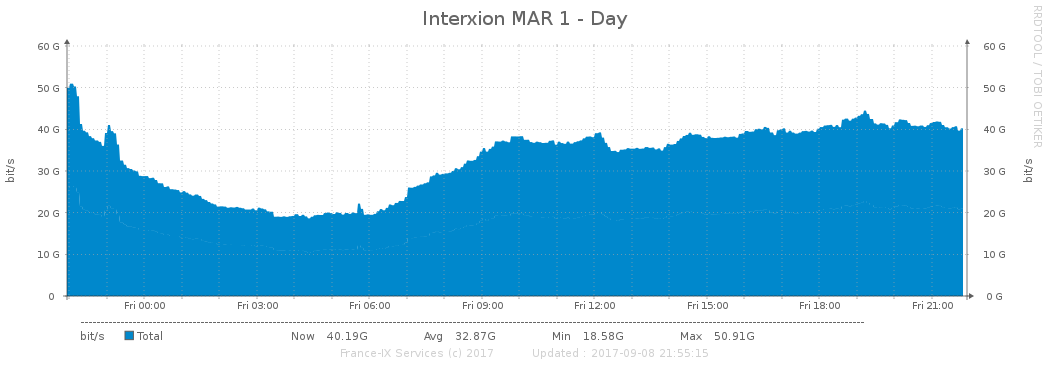 Interxion MAR 1 - Day
RRDTOOL / TOBI OETIKER
bit/s
60 G 60 G
50 G 50 G
40 G 40 G
30 G 30 G
20 G 20 G
10 G 10 G
0 0 G
bit/s
Fri 00:00 Fri 03:00 Fri 06:00 Fri 09:00 Fri 12:00 Fri 15:00 Fri 18:00 Fri 21:00
bit/s Total Now 40.19G Avg 32.87G Min 18.58G Max 50.91G
France-IX Services (c) 2017 Updated : 2017-09-08 21:55:15